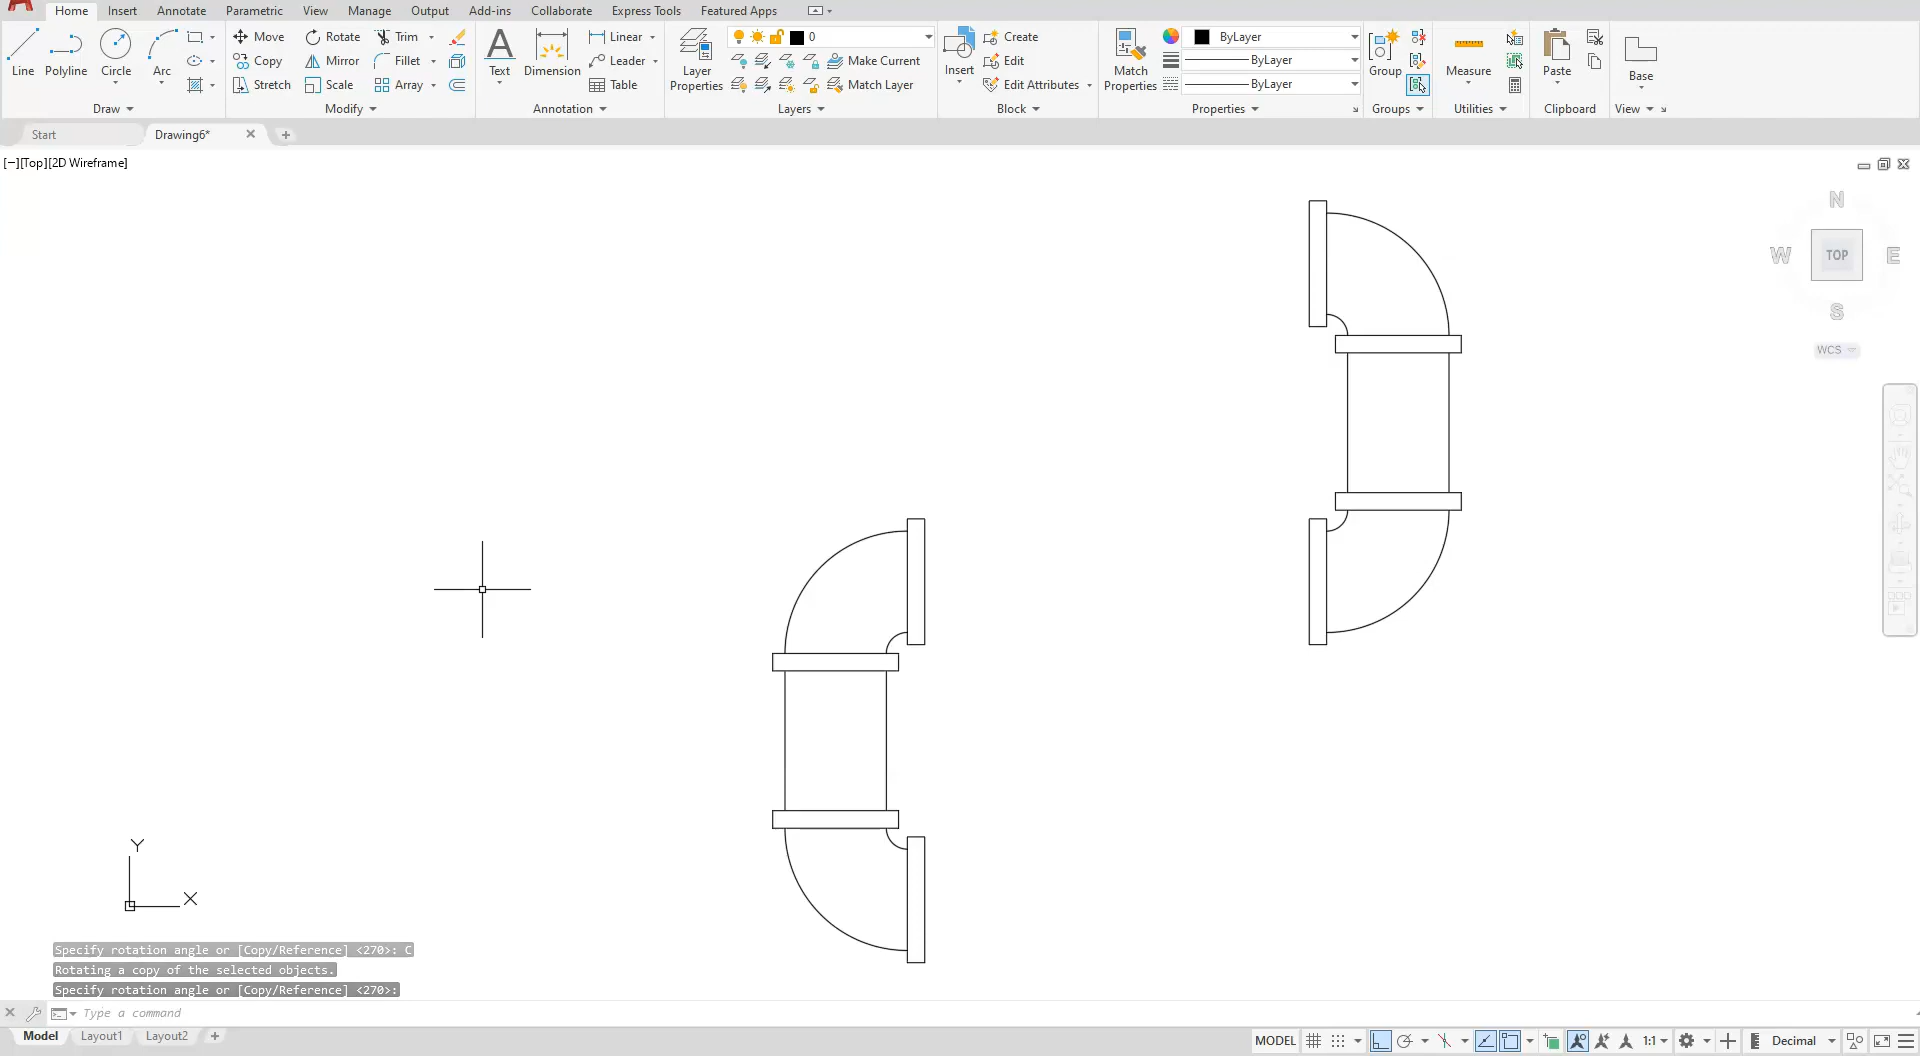 Home Insert Annotate Parametric View Manage Output Add-ins Collaborate Express Tools Featured Apps
Line Polyline Circle Arc
Move Rotate Trim
Copy Mirror Fillet
Stretch Scale Array
Text Dimension
Linear
Leader
Table
Layer Properties
0
Make Current
Match Layer
Insert
Create
Edit
Edit Attributes
Match Properties
ByLayer
ByLayer
ByLayer
Group
Measure
Paste
Base
Draw Modify Annotation Layers Block Properties Groups Utilities Clipboard View
Start Drawing6*
[−][Top][2D Wireframe]
N
W TOP E
S
WCS
Y
X
Specify rotation angle or [Copy/Reference] <270>: C
Rotating a copy of the selected objects.
Specify rotation angle or [Copy/Reference] <270>:
Type a command
Model Layout1 Layout2
MODEL 1:1 Decimal